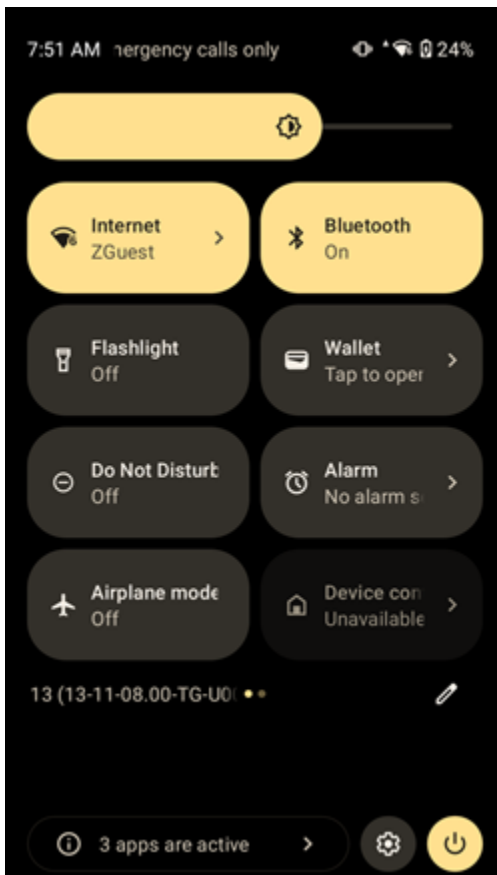 7:51 AM nergency calls only 24%
Internet
ZGuest
Bluetooth
On
Flashlight
Off
Wallet
Tap to oper
Do Not Disturb
Off
Alarm
No alarm s
Airplane mode
Off
Device con
Unavailable
13 (13-11-08.00-TG-U0
3 apps are active